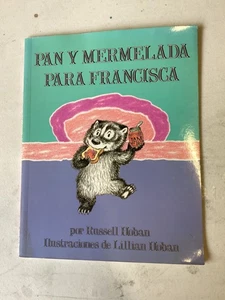 PAN Y MERMELADA
PARA FRANCISCA
por Russell Hoban
Ilustraciones de Lillian Hoban